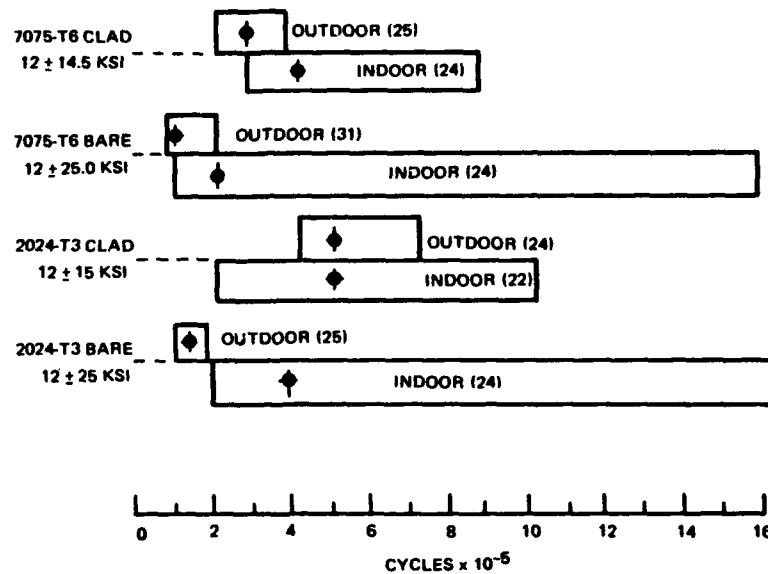 7075-T6 CLAD
12 ± 14.5 KSI
OUTDOOR (25)
INDOOR (24)
7075-T6 BARE
12 ± 25.0 KSI
OUTDOOR (31)
INDOOR (24)
2024-T3 CLAD
12 ± 15 KSI
OUTDOOR (24)
INDOOR (22)
2024-T3 BARE
12 ± 25 KSI
OUTDOOR (25)
INDOOR (24)
0 2 4 6 8 10 12 14 16
CYCLES x 10⁻⁵